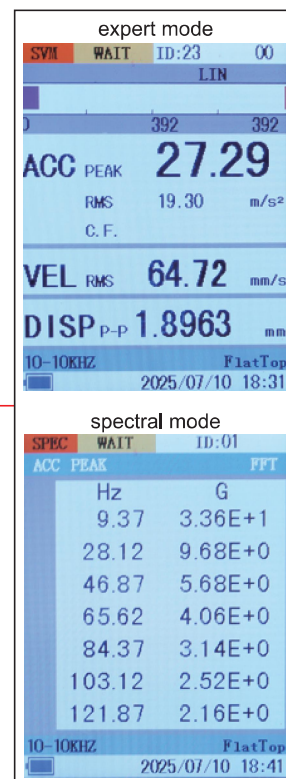 expert mode
SVM WAIT ID:23 00
LIN
0 392 392
ACC PEAK 27.29
RMS 19.30 m/s²
C.F.
VEL RMS 64.72 mm/s
DISP P-P 1.8963 mm
10-10KHZ FlatTop
2025/07/10 18:31
spectral mode
SPEC WAIT ID:01
ACC PEAK FFT
Hz G
9.37 3.36E+1
28.12 9.68E+0
46.87 5.68E+0
65.62 4.06E+0
84.37 3.14E+0
103.12 2.52E+0
121.87 2.16E+0
10-10KHZ FlatTop
2025/07/10 18:41